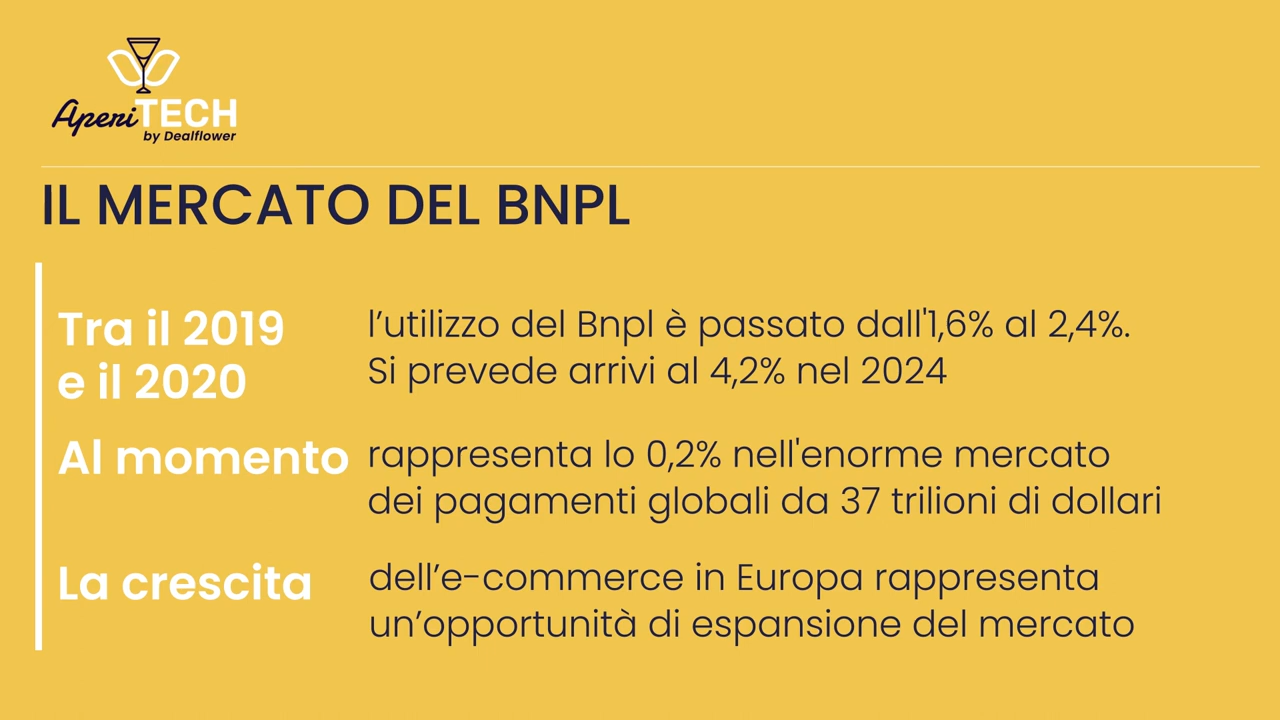 AperiTECH
by Dealflower
IL MERCATO DEL BNPL
Tra il 2019
e il 2020
l’utilizzo del Bnpl è passato dall'1,6% al 2,4%.
Si prevede arrivi al 4,2% nel 2024
Al momento
rappresenta lo 0,2% nell'enorme mercato
dei pagamenti globali da 37 trilioni di dollari
La crescita
dell’e-commerce in Europa rappresenta
un’opportunità di espansione del mercato